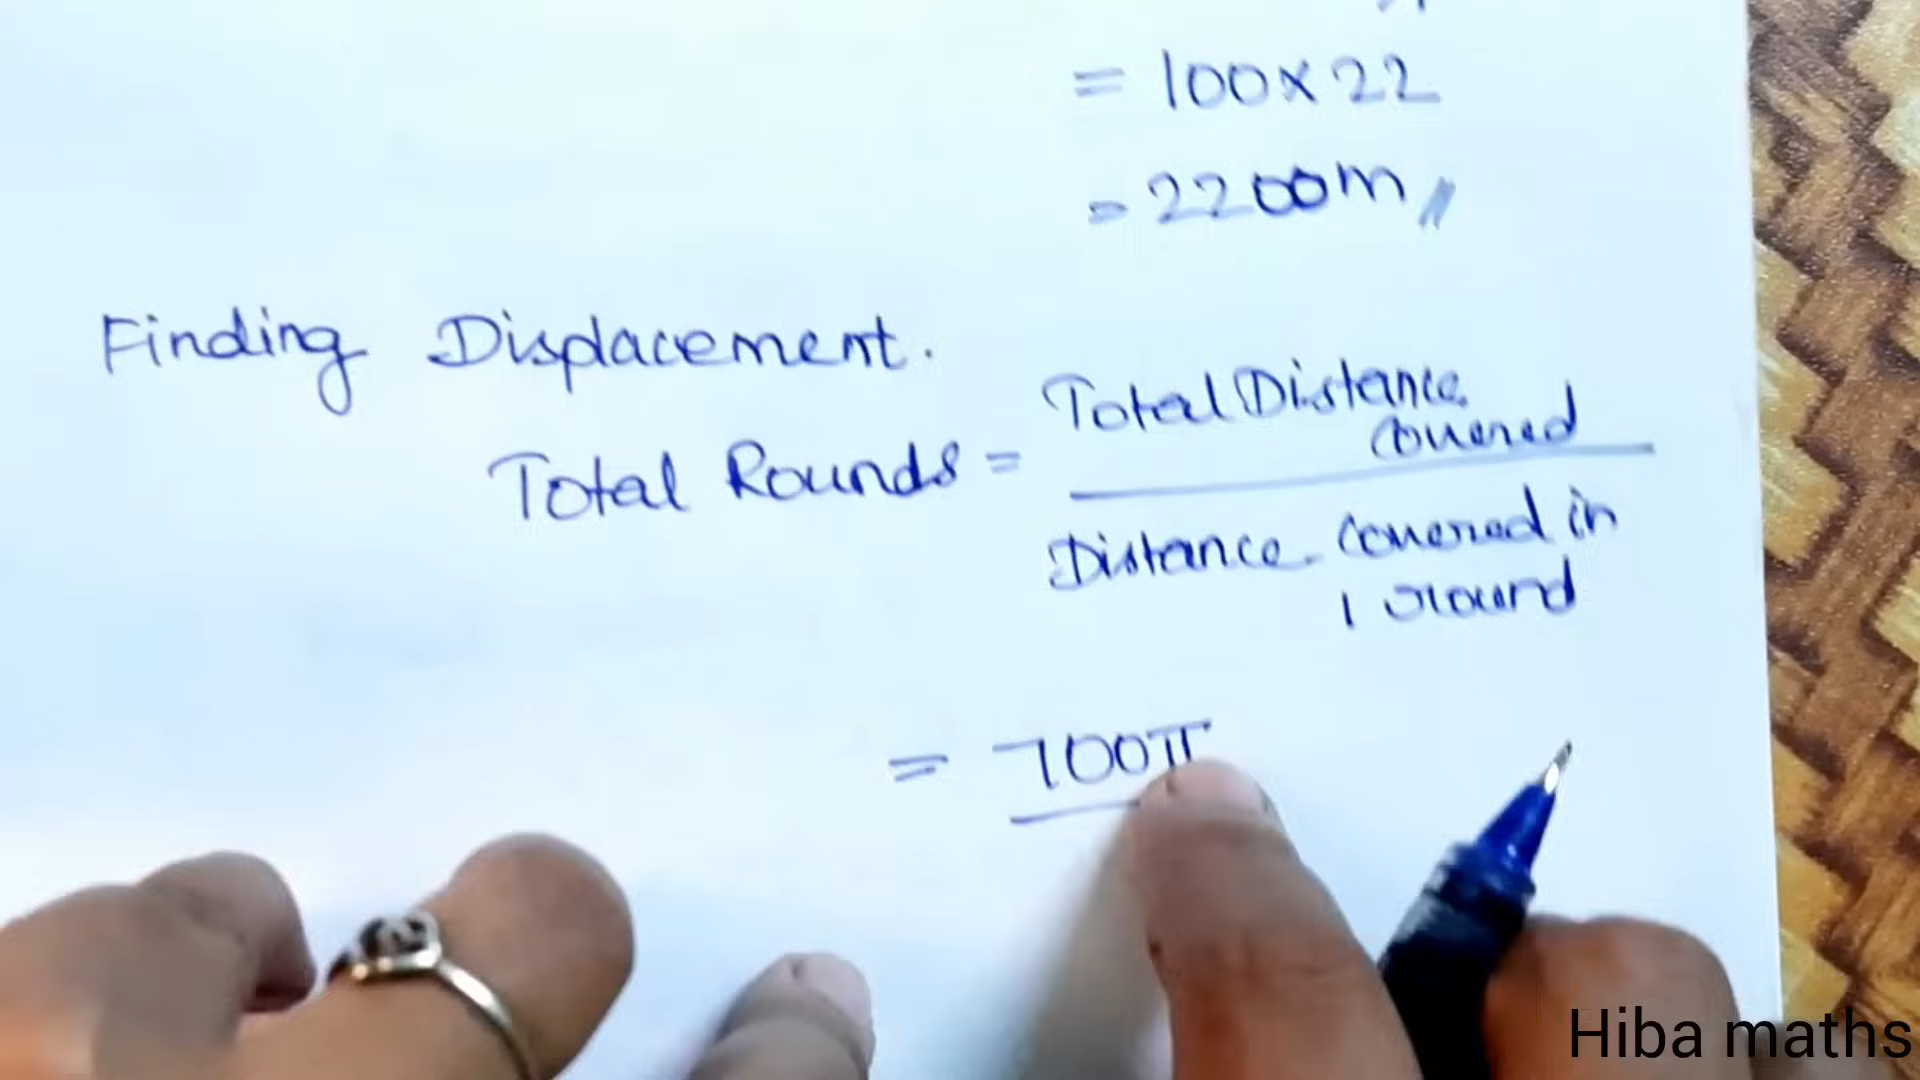 = 100 × 22
= 2200m //
Finding Displacement.
Total Rounds = Total Distance
covered
Distance covered in
1 round
= 700π
Hiba maths